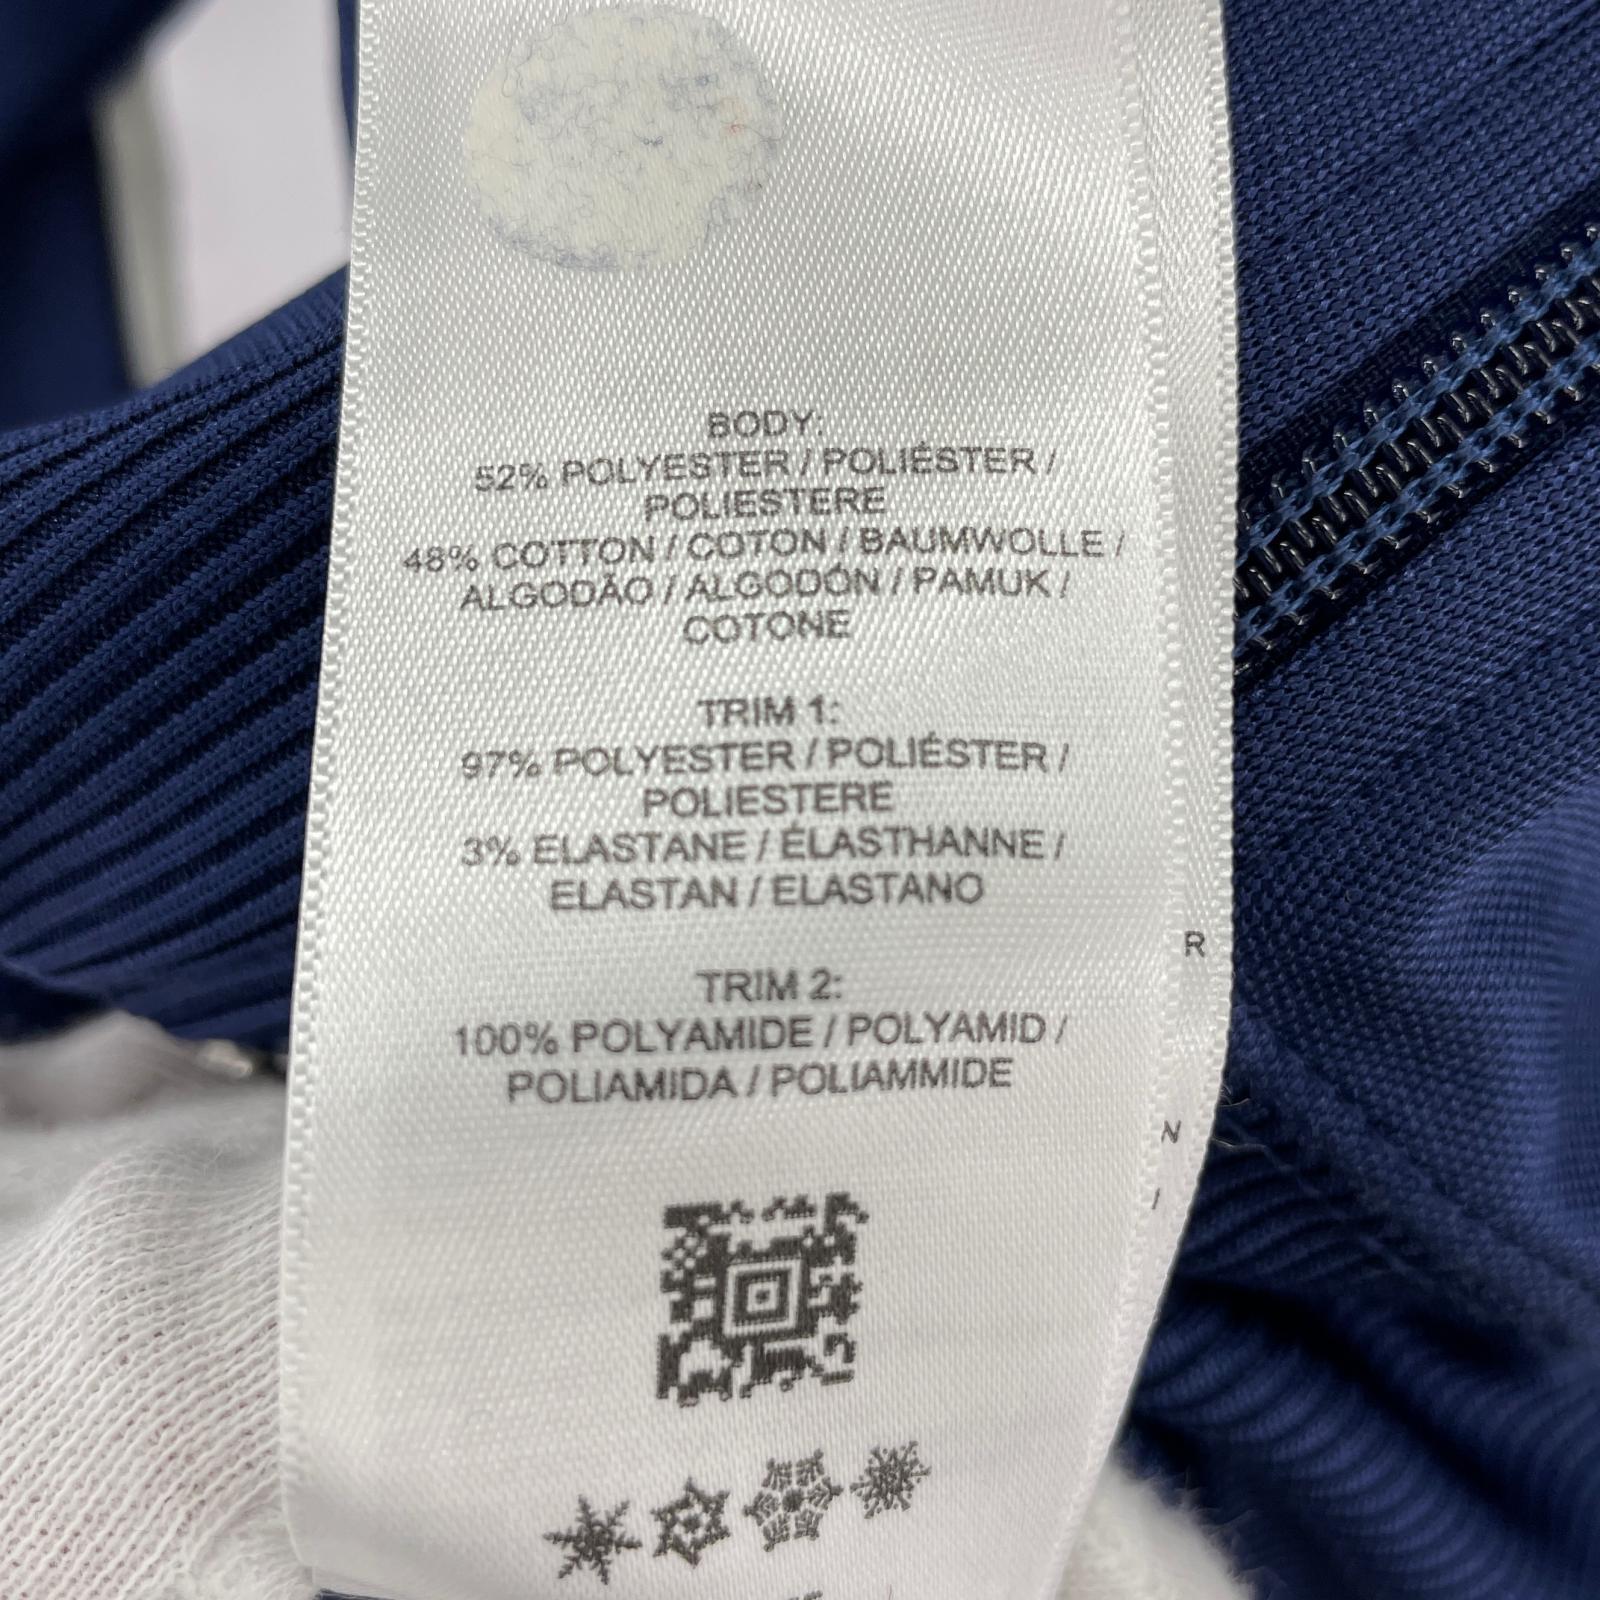 BODY:
52% POLYESTER / POLIÉSTER /
POLIESTERE
48% COTTON / COTON / BAUMWOLLE /
ALGODÃO / ALGODÓN / PAMUK /
COTONE
TRIM 1:
97% POLYESTER / POLIÉSTER /
POLIESTERE
3% ELASTANE / ÉLASTHANNE /
ELASTAN / ELASTANO
R
TRIM 2:
100% POLYAMIDE / POLYAMID /
POLIAMIDA / POLIAMMIDE
N